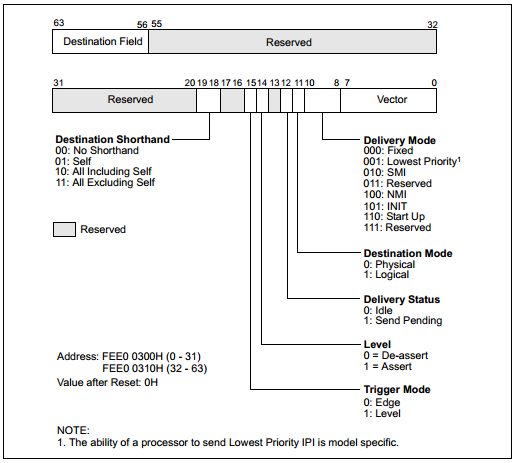 63 56 55 32
Destination Field Reserved
31 20 19 18 17 16 15 14 13 12 11 10 8 7 0
Reserved Vector
Destination Shorthand
00: No Shorthand
01: Self
10: All Including Self
11: All Excluding Self
Reserved
Delivery Mode
000: Fixed
001: Lowest Priority¹
010: SMI
011: Reserved
100: NMI
101: INIT
110: Start Up
111: Reserved
Destination Mode
0: Physical
1: Logical
Delivery Status
0: Idle
1: Send Pending
Level
0 = De-assert
1 = Assert
Trigger Mode
0: Edge
1: Level
Address: FEE0 0300H (0 - 31)
FEE0 0310H (32 - 63)
Value after Reset: 0H
NOTE:
1. The ability of a processor to send Lowest Priority IPI is model specific.